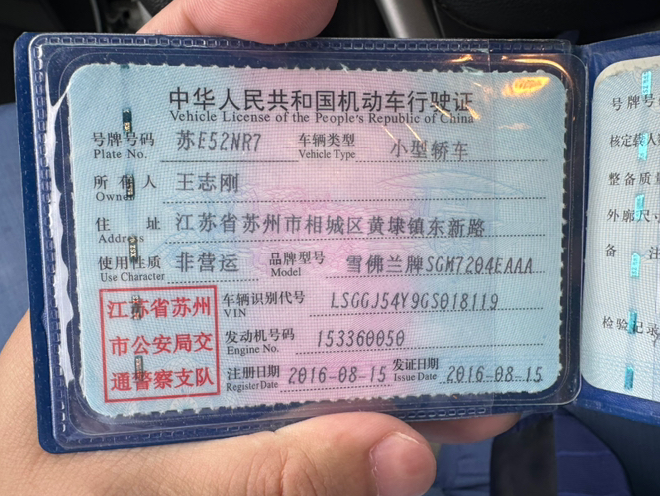 中华人民共和国机动车行驶证
Vehicle License of the People's Republic of China
号牌号码 苏E52NR7 车辆类型 小型轿车
Plate No. Vehicle Type
所有人 王志刚
Owner
住址 江苏省苏州市相城区黄埭镇东新路
Address
使用性质 非营运 品牌型号 雪佛兰牌SGM7204EAAA
Use Character Model
江苏省苏州
市公安局交
通警察支队
车辆识别代号 LSGGJ54Y9GS018119
VIN
发动机号码 153360050
Engine No.
注册日期 2016-08-15 发证日期 2016-08-15
Register Date Issue Date
号牌号
核定载人
整备质量
外廓尺寸
备 注
检验记录